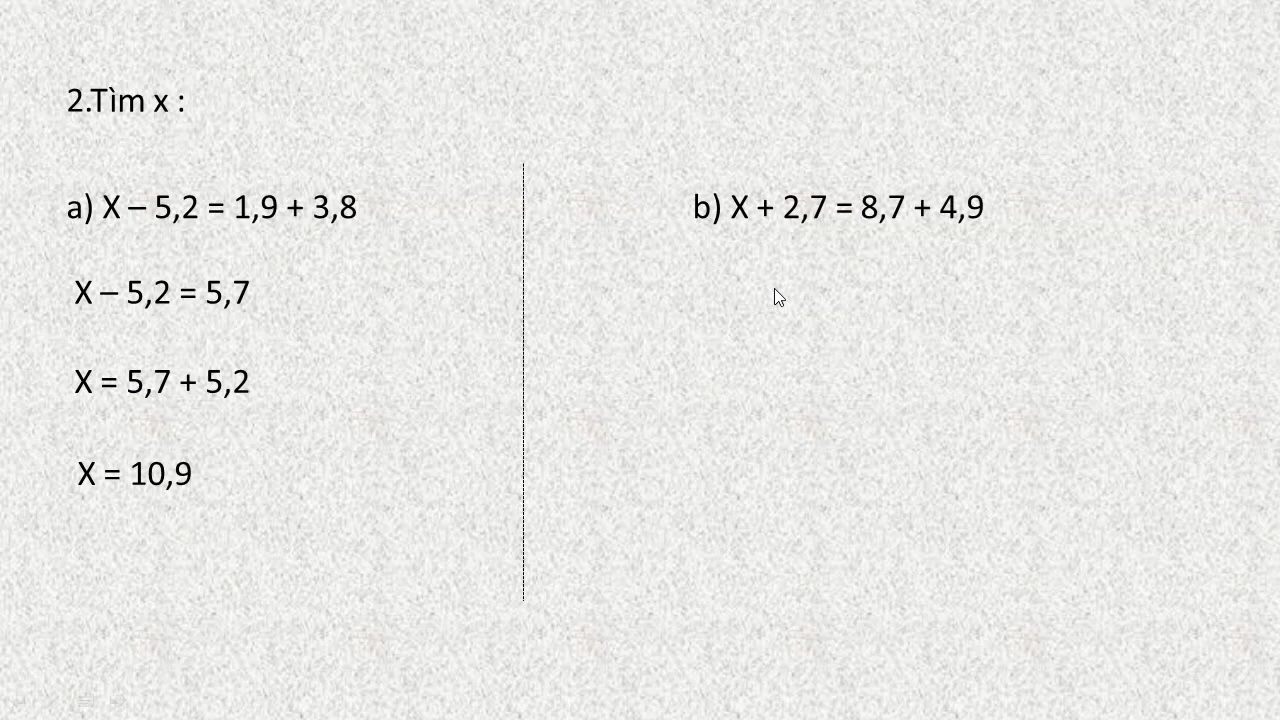 2.Tìm x :
a) X – 5,2 = 1,9 + 3,8
X – 5,2 = 5,7
X = 5,7 + 5,2
X = 10,9
b) X + 2,7 = 8,7 + 4,9